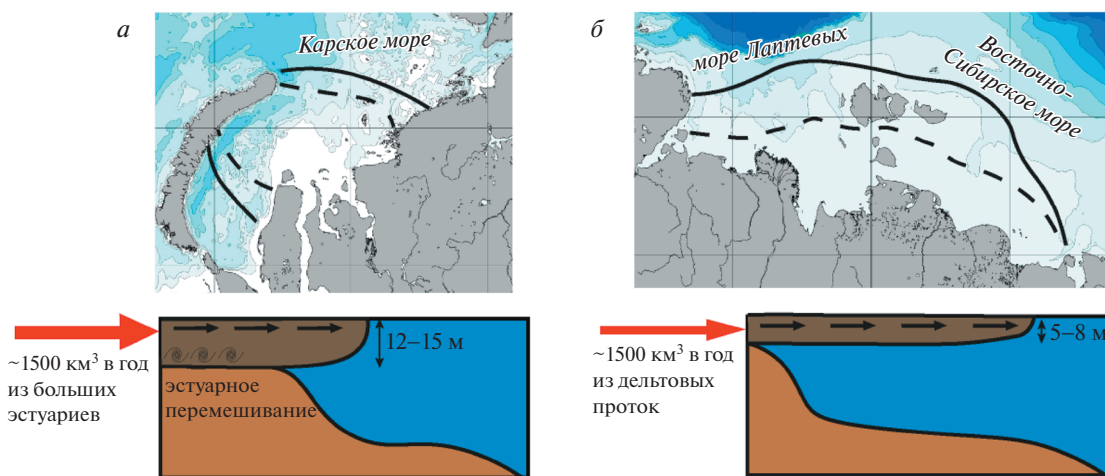 а
Карское море
б
море Лаптевых
Восточно-
Сибирское море
12–15 м
~1500 км³ в год
из больших
эстуариев
эстуарное
перемешивание
5–8 м
~1500 км³ в год
из дельтовых
проток